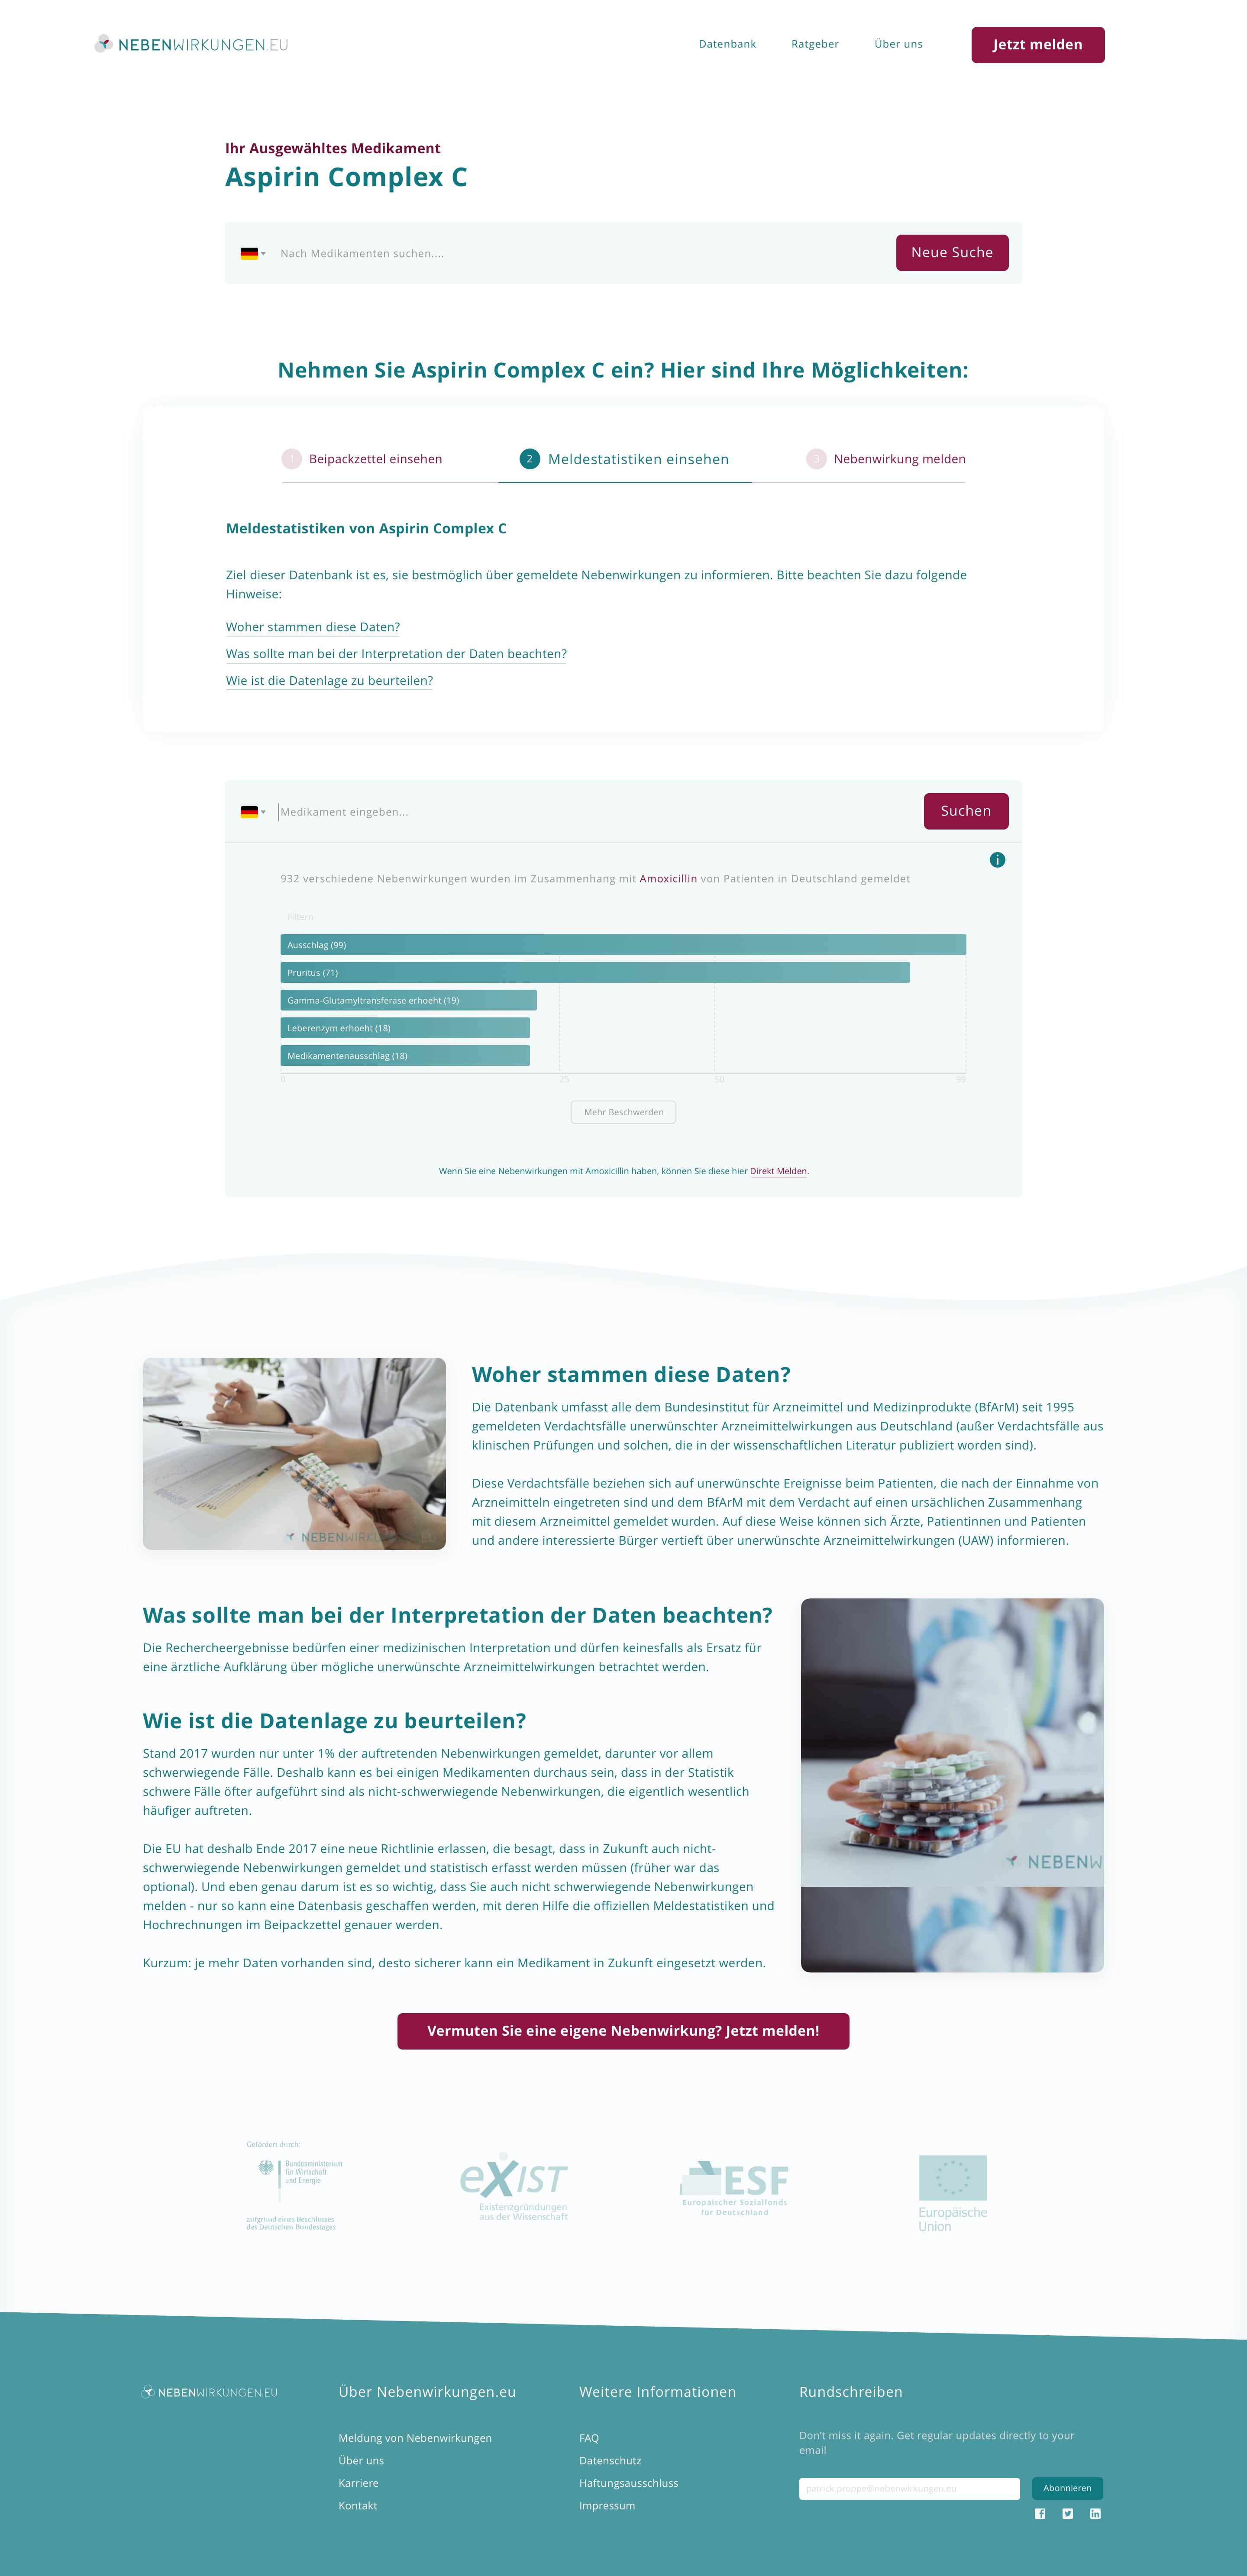 NEBENWIRKUNGEN.EU
Datenbank
Ratgeber
Über uns
Jetzt melden
Ihr Ausgewähltes Medikament
Aspirin Complex C
Nach Medikamenten suchen....
Neue Suche
Nehmen Sie Aspirin Complex C ein? Hier sind Ihre Möglichkeiten:
1 Beipackzettel einsehen
2 Meldestatistiken einsehen
3 Nebenwirkung melden
Meldestatistiken von Aspirin Complex C
Ziel dieser Datenbank ist es, sie bestmöglich über gemeldete Nebenwirkungen zu informieren. Bitte beachten Sie dazu folgende
Hinweise:
Woher stammen diese Daten?
Was sollte man bei der Interpretation der Daten beachten?
Wie ist die Datenlage zu beurteilen?
Medikament eingeben...
Suchen
i
932 verschiedene Nebenwirkungen wurden im Zusammenhang mit Amoxicillin von Patienten in Deutschland gemeldet
Filtern
Ausschlag (99)
Pruritus (71)
Gamma-Glutamyltransferase erhoeht (19)
Leberenzym erhoeht (18)
Medikamentenausschlag (18)
0
25
50
99
Mehr Beschwerden
Wenn Sie eine Nebenwirkungen mit Amoxicillin haben, können Sie diese hier Direkt Melden.
NEBENWIRKUNGEN.EU
Woher stammen diese Daten?
Die Datenbank umfasst alle dem Bundesinstitut für Arzneimittel und Medizinprodukte (BfArM) seit 1995
gemeldeten Verdachtsfälle unerwünschter Arzneimittelwirkungen aus Deutschland (außer Verdachtsfälle aus
klinischen Prüfungen und solchen, die in der wissenschaftlichen Literatur publiziert worden sind).
Diese Verdachtsfälle beziehen sich auf unerwünschte Ereignisse beim Patienten, die nach der Einnahme von
Arzneimitteln eingetreten sind und dem BfArM mit dem Verdacht auf einen ursächlichen Zusammenhang
mit diesem Arzneimittel gemeldet wurden. Auf diese Weise können sich Ärzte, Patientinnen und Patienten
und andere interessierte Bürger vertieft über unerwünschte Arzneimittelwirkungen (UAW) informieren.
Was sollte man bei der Interpretation der Daten beachten?
Die Rechercheergebnisse bedürfen einer medizinischen Interpretation und dürfen keinesfalls als Ersatz für
eine ärztliche Aufklärung über mögliche unerwünschte Arzneimittelwirkungen betrachtet werden.
Wie ist die Datenlage zu beurteilen?
Stand 2017 wurden nur unter 1% der auftretenden Nebenwirkungen gemeldet, darunter vor allem
schwerwiegende Fälle. Deshalb kann es bei einigen Medikamenten durchaus sein, dass in der Statistik
schwere Fälle öfter aufgeführt sind als nicht-schwerwiegende Nebenwirkungen, die eigentlich wesentlich
häufiger auftreten.
Die EU hat deshalb Ende 2017 eine neue Richtlinie erlassen, die besagt, dass in Zukunft auch nicht-
schwerwiegende Nebenwirkungen gemeldet und statistisch erfasst werden müssen (früher war das
optional). Und eben genau darum ist es so wichtig, dass Sie auch nicht schwerwiegende Nebenwirkungen
melden - nur so kann eine Datenbasis geschaffen werden, mit deren Hilfe die offiziellen Meldestatistiken und
Hochrechnungen im Beipackzettel genauer werden.
Kurzum: je mehr Daten vorhanden sind, desto sicherer kann ein Medikament in Zukunft eingesetzt werden.
NEBENW
Vermuten Sie eine eigene Nebenwirkung? Jetzt melden!
Gefördert durch:
Bundesministerium
für Wirtschaft
und Energie
aufgrund eines Beschlusses
des Deutschen Bundestages
eXIST
Existenzgründungen
aus der Wissenschaft
ESF
Europäischer Sozialfonds
für Deutschland
Europäische
Union
NEBENWIRKUNGEN.EU
Über Nebenwirkungen.eu
Meldung von Nebenwirkungen
Über uns
Karriere
Kontakt
Weitere Informationen
FAQ
Datenschutz
Haftungsausschluss
Impressum
Rundschreiben
Don't miss it again. Get regular updates directly to your
email
patrick.proppe@nebenwirkungen.eu
Abonnieren